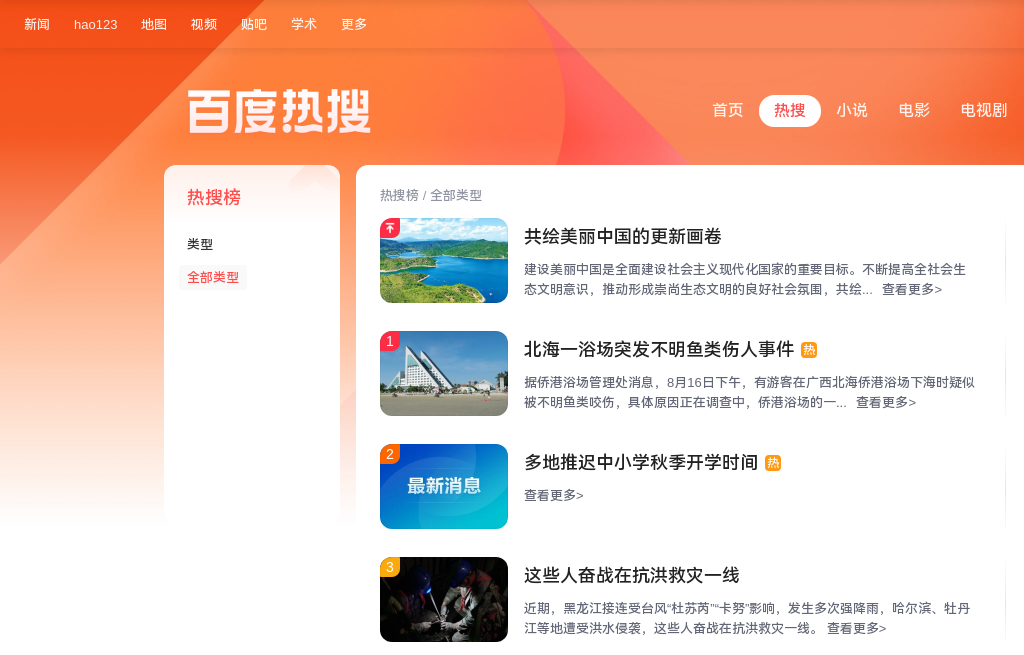 新闻 hao123 地图 视频 贴吧 学术 更多
百度热搜
首页 热搜 小说 电影 电视剧
热搜榜
类型
全部类型
热搜榜 / 全部类型
共绘美丽中国的更新画卷
建设美丽中国是全面建设社会主义现代化国家的重要目标。不断提高全社会生
态文明意识，推动形成崇尚生态文明的良好社会氛围，共绘... 查看更多>
1
北海一浴场突发不明鱼类伤人事件 热
据侨港浴场管理处消息，8月16日下午，有游客在广西北海侨港浴场下海时疑似
被不明鱼类咬伤，具体原因正在调查中，侨港浴场的一... 查看更多>
2
最新消息
多地推迟中小学秋季开学时间 热
查看更多>
3
这些人奋战在抗洪救灾一线
近期，黑龙江接连受台风“杜苏芮”“卡努”影响，发生多次强降雨，哈尔滨、牡丹
江等地遭受洪水侵袭，这些人奋战在抗洪救灾一线。 查看更多>